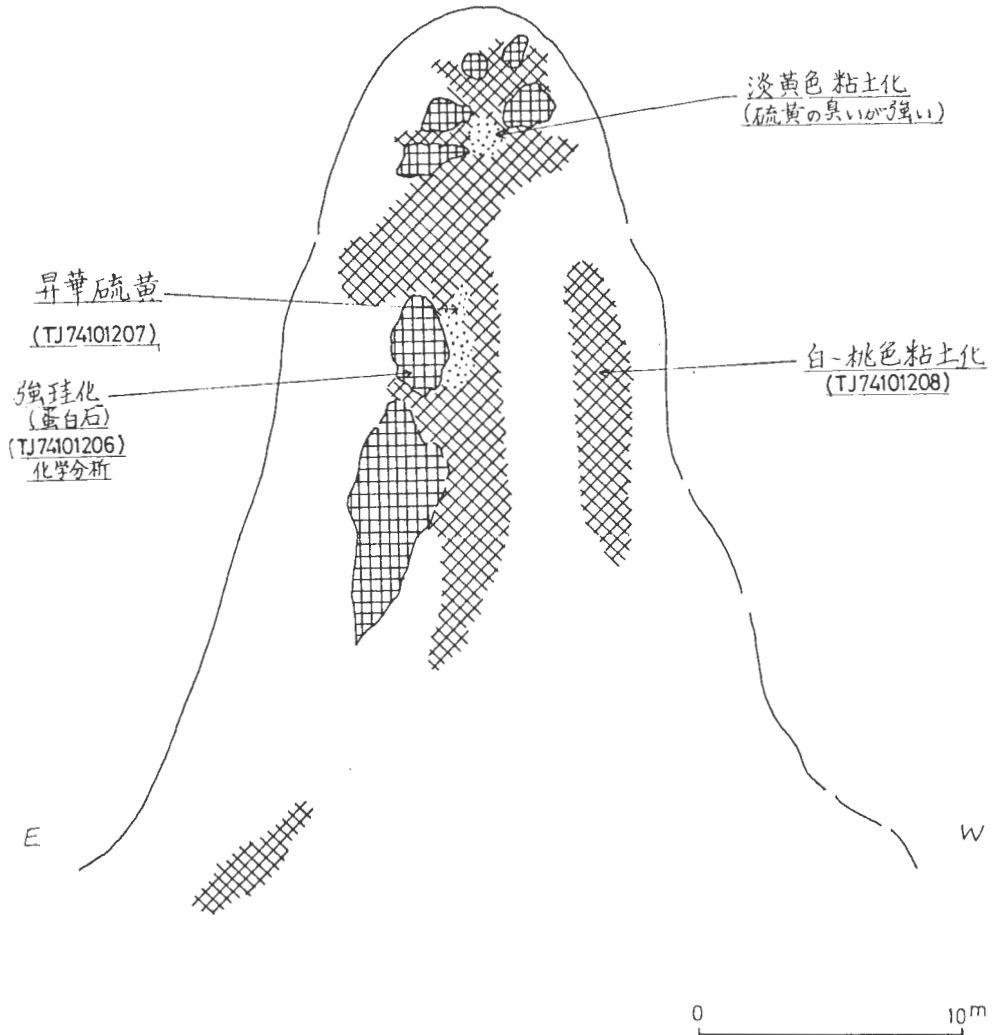 淡黄色粘土化
(硫黄の臭いが強い)
昇華硫黄
(TJ74101207)
強珪化
(蛋白石)
(TJ74101206)
化学分析
白~桃色粘土化
(TJ74101208)
E
W
0
10m